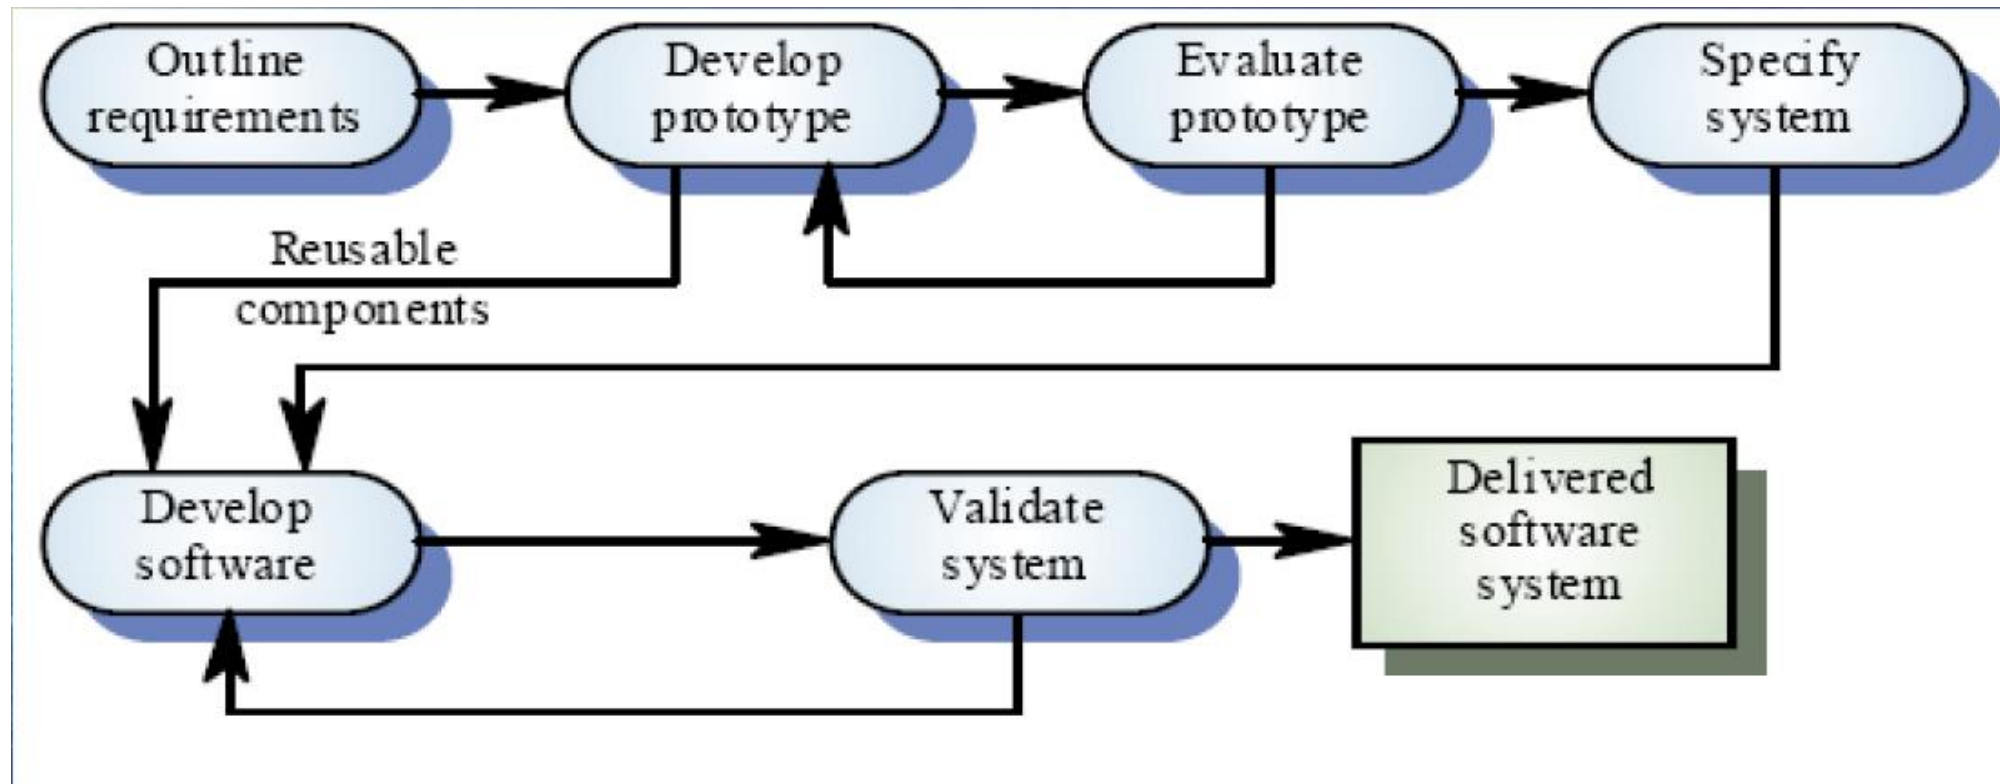 Outline
requirements
Develop
prototype
Evaluate
prototype
Specify
system
Reusable
components
Develop
software
Validate
system
Delivered
software
system